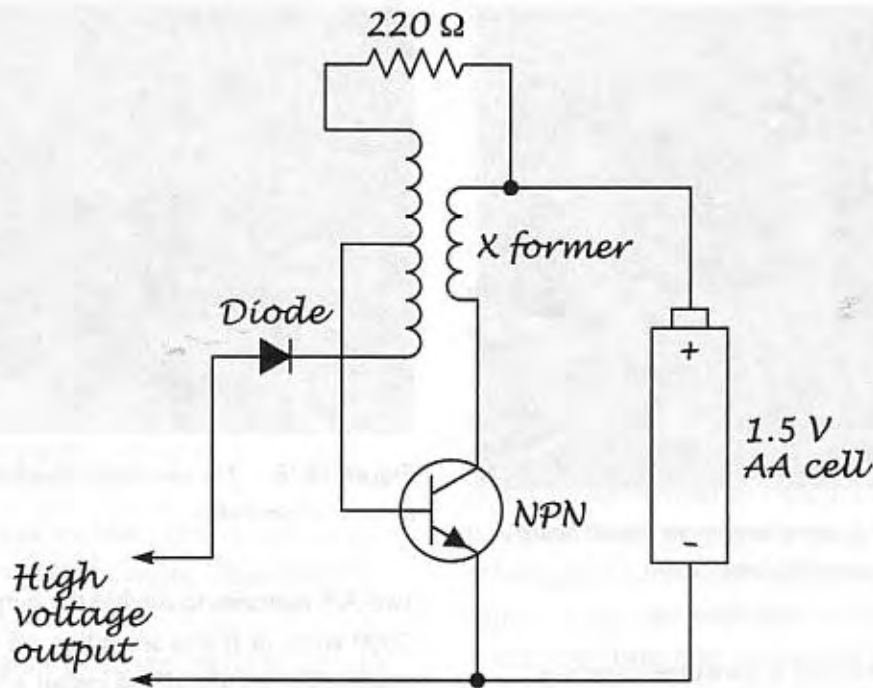 220 Ω
X former
Diode
+
1.5 V
AA cell
-
NPN
High
voltage
output